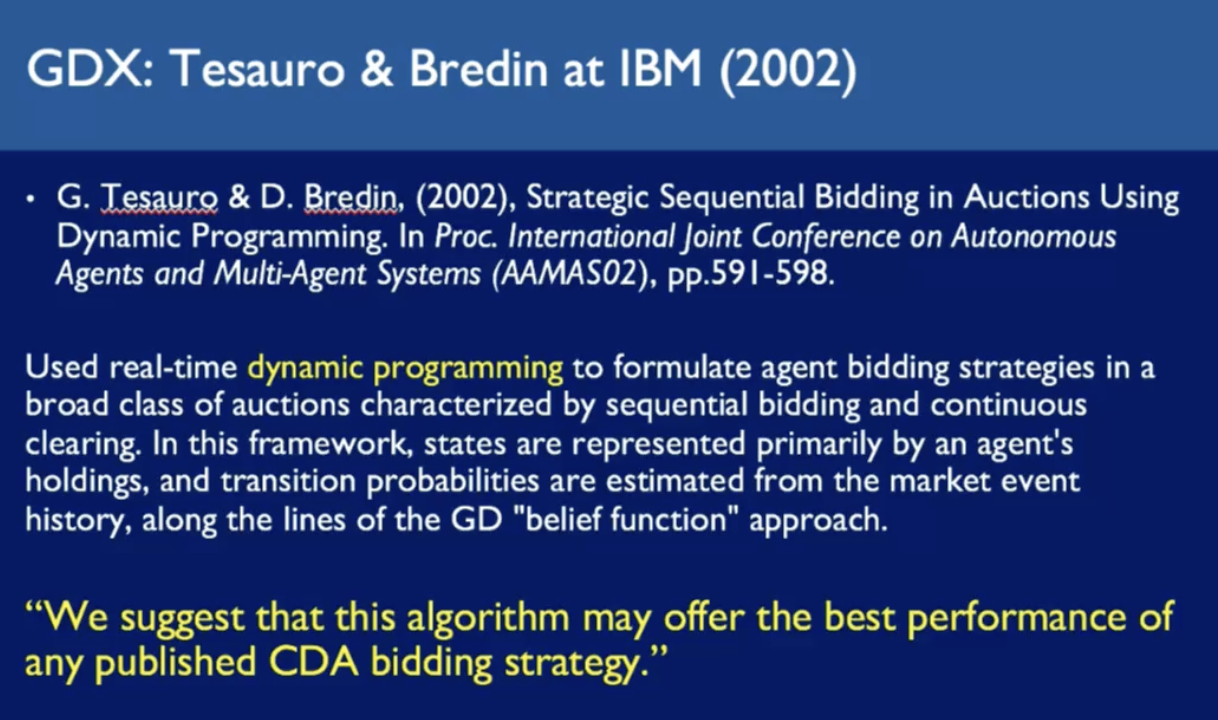 GDX: Tesauro & Bredin at IBM (2002)
• G. Tesauro & D. Bredin, (2002), Strategic Sequential Bidding in Auctions Using
Dynamic Programming. In Proc. International Joint Conference on Autonomous
Agents and Multi-Agent Systems (AAMAS02), pp.591-598.
Used real-time dynamic programming to formulate agent bidding strategies in a
broad class of auctions characterized by sequential bidding and continuous
clearing. In this framework, states are represented primarily by an agent's
holdings, and transition probabilities are estimated from the market event
history, along the lines of the GD "belief function" approach.
“We suggest that this algorithm may offer the best performance of
any published CDA bidding strategy.”